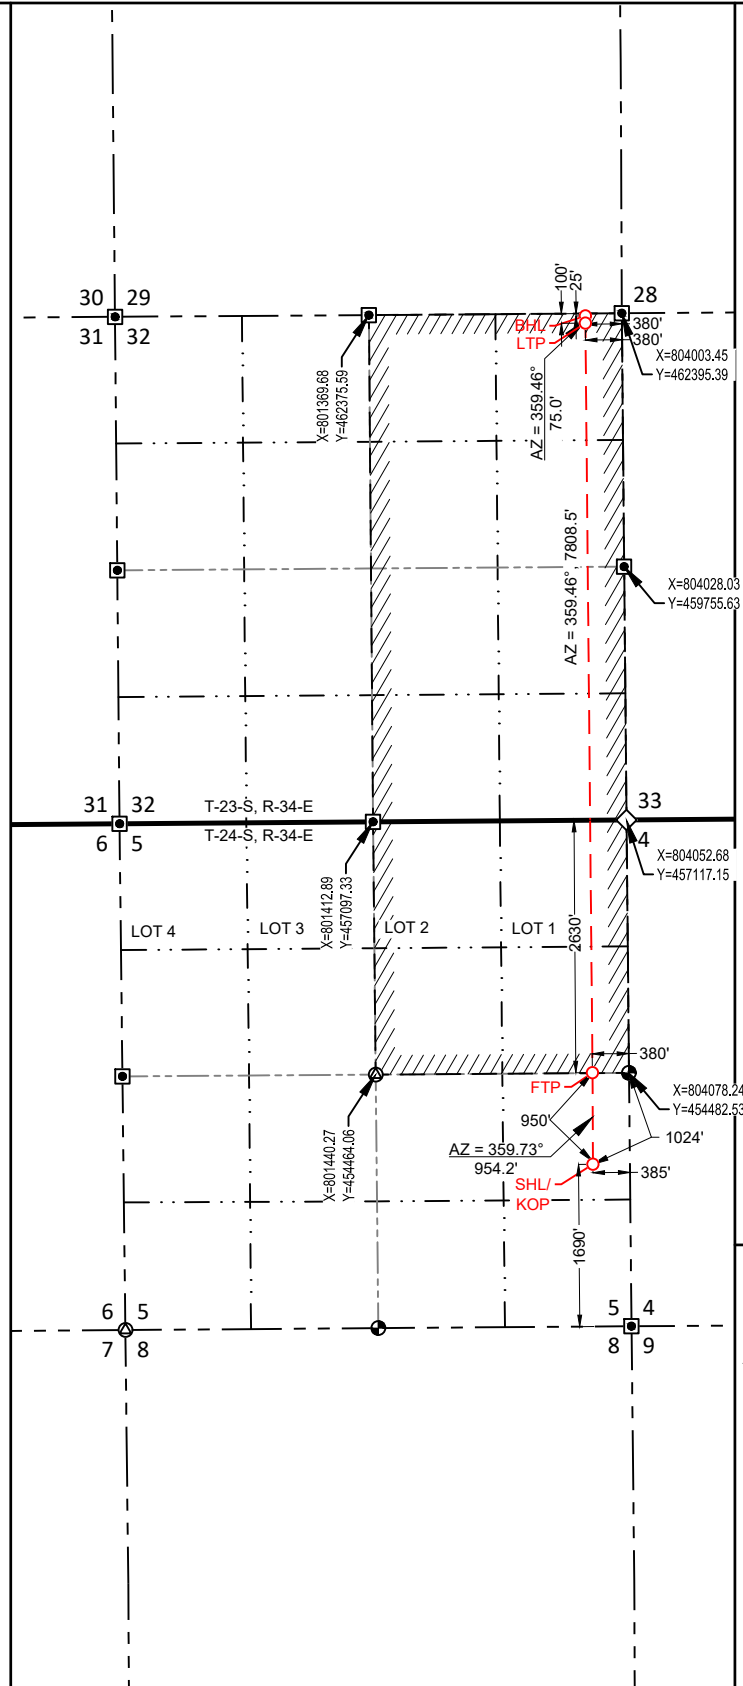 30 29
28
31 32
100'
25'
BHL
LTP
380'
380'
X=804003.45
Y=462395.39
X=801369.68
Y=462375.59
AZ = 359.46°
75.0'
AZ = 359.46° 7808.5'
X=804028.03
Y=459755.63
31 32
T-23-S, R-34-E
33
6 5
T-24-S, R-34-E
4
X=804052.68
Y=457117.15
X=801412.89
Y=457097.33
LOT 4
LOT 3
LOT 2
LOT 1
2630'
380'
FTP
X=804078.24
Y=454482.53
950'
1024'
AZ = 359.73°
954.2'
X=801440.27
Y=454464.06
SHL/
KOP
385'
1690'
6 5
5 4
7 8
8 9